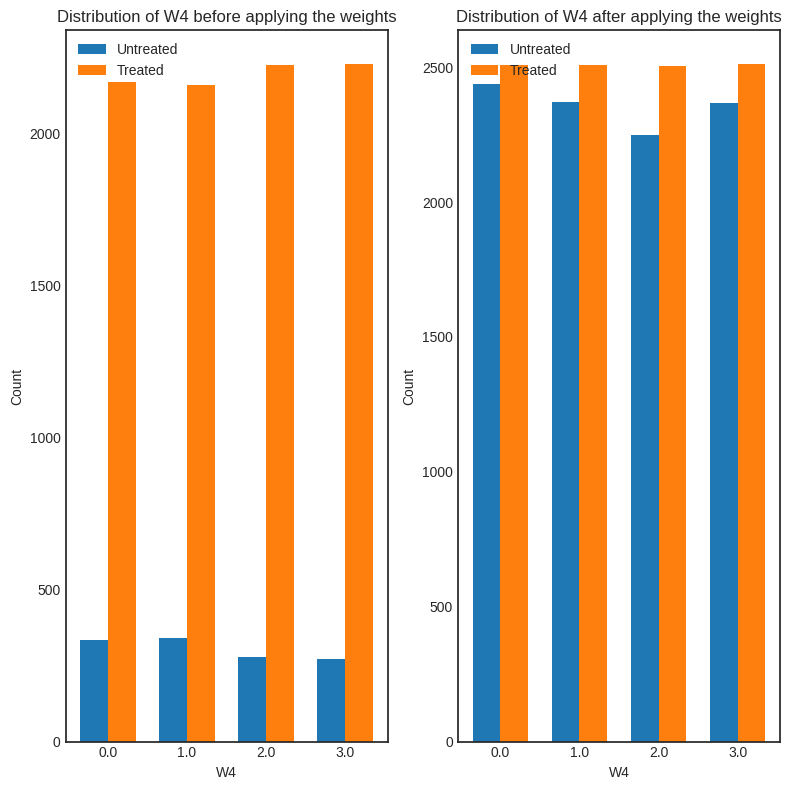 Distribution of W4 before applying the weights
Untreated
Treated
2000
1500
1000
500
0
Count
0.0 1.0 2.0 3.0
W4
Distribution of W4 after applying the weights
Untreated
Treated
2500
2000
1500
1000
500
0
Count
0.0 1.0 2.0 3.0
W4